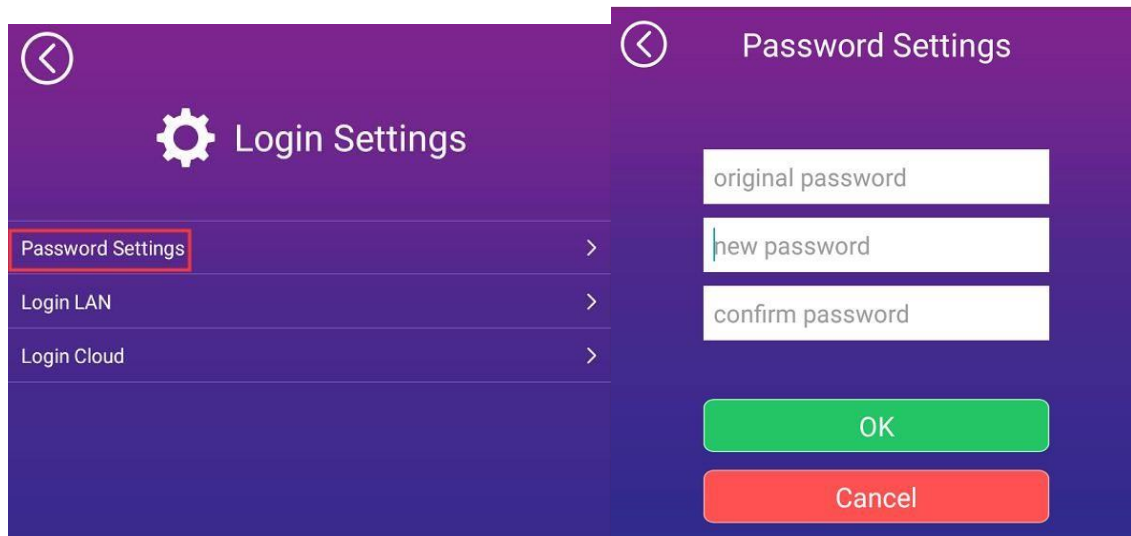 Login Settings
Password Settings
Login LAN
Login Cloud
Password Settings
original password
new password
confirm password
OK
Cancel